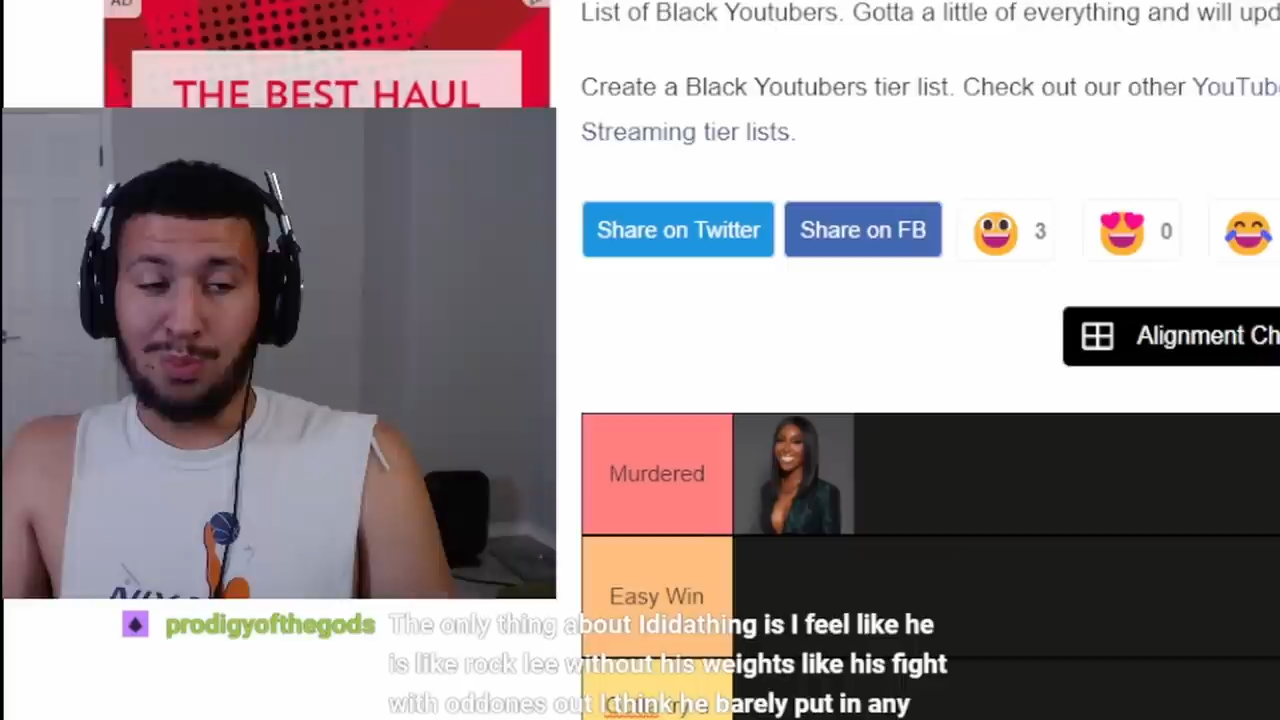 AD
THE BEST HAUL
List of Black Youtubers. Gotta a little of everything and will upd
Create a Black Youtubers tier list. Check out our other YouTub
Streaming tier lists.
Share on Twitter
Share on FB
3
0
Alignment Ch
Murdered
Easy Win
prodigyofthegods The only thing about Ididathing is I feel like he
is like rock lee without his weights like his fight
with oddones out I think he barely put in any